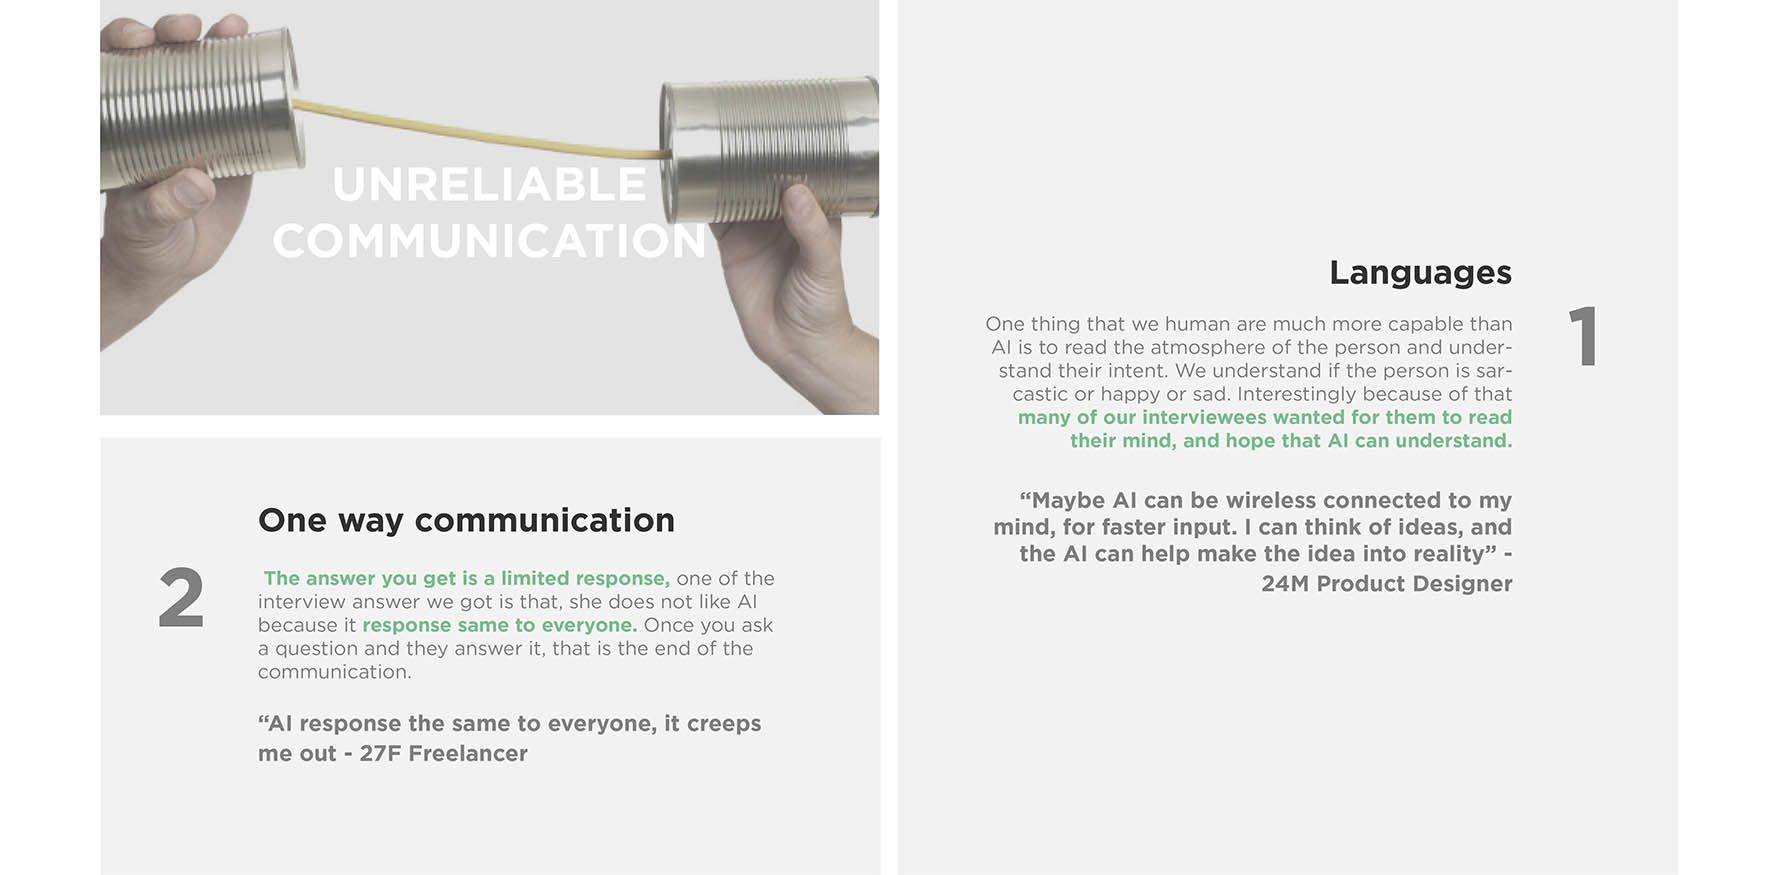 UNRELIABLE
COMMUNICATION
Languages
1
One thing that we human are much more capable than
AI is to read the atmosphere of the person and under-
stand their intent. We understand if the person is sar-
castic or happy or sad. Interestingly because of that
many of our interviewees wanted for them to read
their mind, and hope that AI can understand.
“Maybe AI can be wireless connected to my
mind, for faster input. I can think of ideas, and
the AI can help make the idea into reality” -
24M Product Designer
One way communication
2
The answer you get is a limited response, one of the
interview answer we got is that, she does not like AI
because it response same to everyone. Once you ask
a question and they answer it, that is the end of the
communication.
“AI response the same to everyone, it creeps
me out - 27F Freelancer